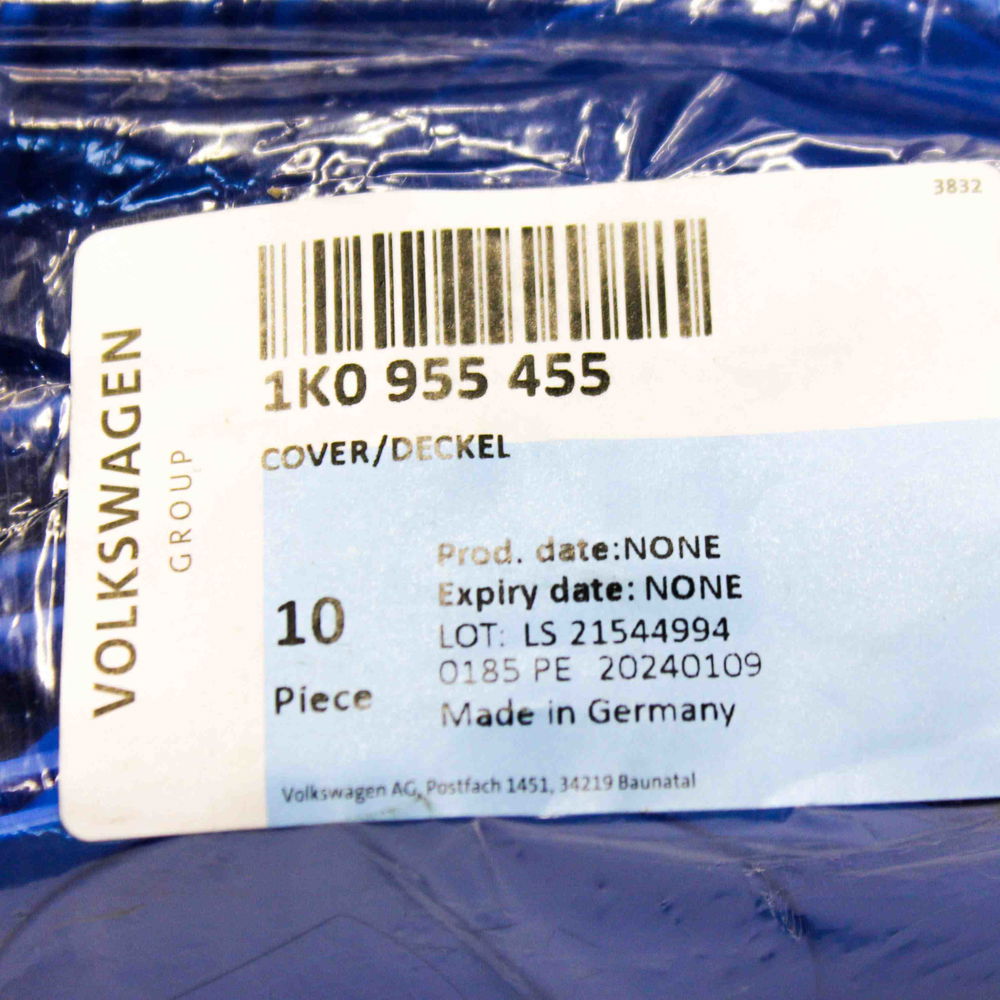 3832
VOLKSWAGEN
GROUP
1K0 955 455
COVER/DECKEL
10
Piece
Prod. date:NONE
Expiry date: NONE
LOT: LS 21544994
0185 PE 20240109
Made in Germany
Volkswagen AG, Postfach 1451, 34219 Baunatal